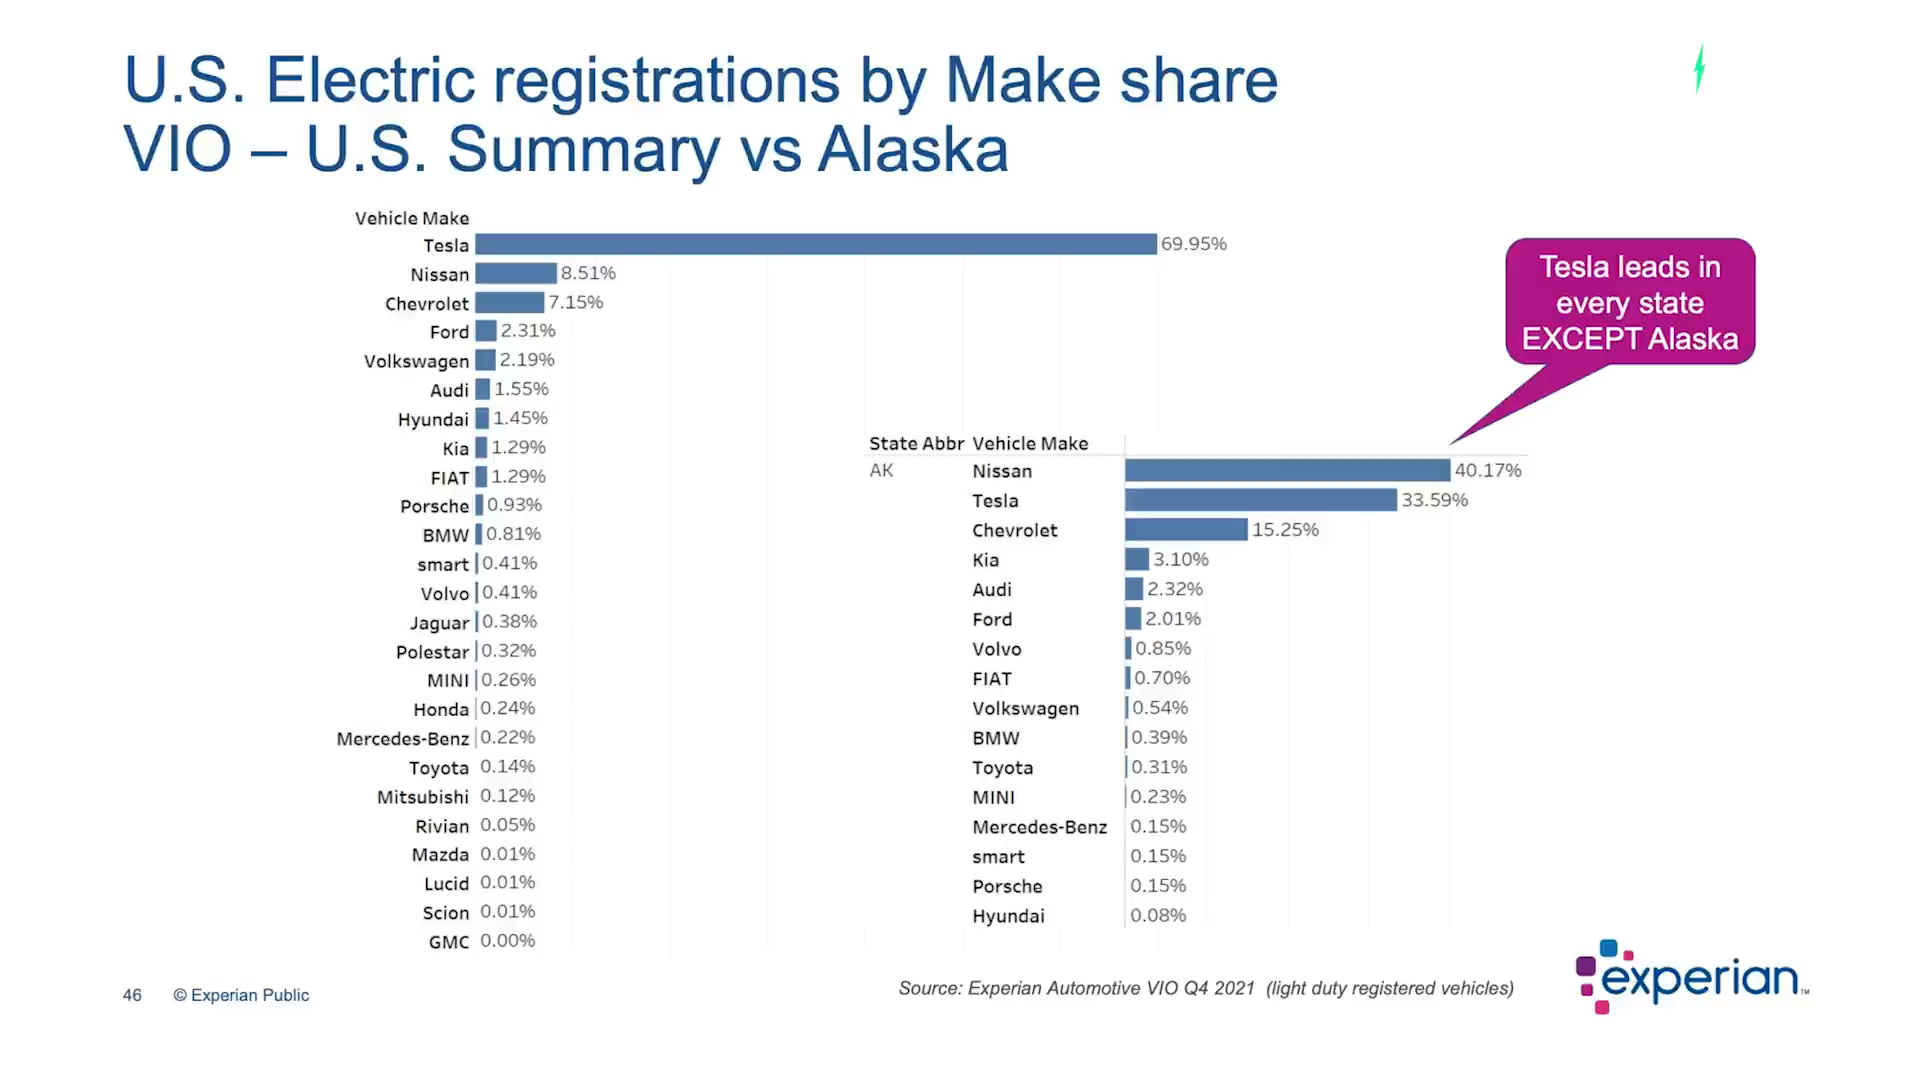 U.S. Electric registrations by Make share
VIO – U.S. Summary vs Alaska
Vehicle Make
Tesla 69.95%
Nissan 8.51%
Chevrolet 7.15%
Ford 2.31%
Volkswagen 2.19%
Audi 1.55%
Hyundai 1.45%
Kia 1.29%
FIAT 1.29%
Porsche 0.93%
BMW 0.81%
smart 0.41%
Volvo 0.41%
Jaguar 0.38%
Polestar 0.32%
MINI 0.26%
Honda 0.24%
Mercedes-Benz 0.22%
Toyota 0.14%
Mitsubishi 0.12%
Rivian 0.05%
Mazda 0.01%
Lucid 0.01%
Scion 0.01%
GMC 0.00%
Tesla leads in
every state
EXCEPT Alaska
State Abbr Vehicle Make
AK Nissan 40.17%
Tesla 33.59%
Chevrolet 15.25%
Kia 3.10%
Audi 2.32%
Ford 2.01%
Volvo 0.85%
FIAT 0.70%
Volkswagen 0.54%
BMW 0.39%
Toyota 0.31%
MINI 0.23%
Mercedes-Benz 0.15%
smart 0.15%
Porsche 0.15%
Hyundai 0.08%
46 © Experian Public
Source: Experian Automotive VIO Q4 2021 (light duty registered vehicles)
experian™